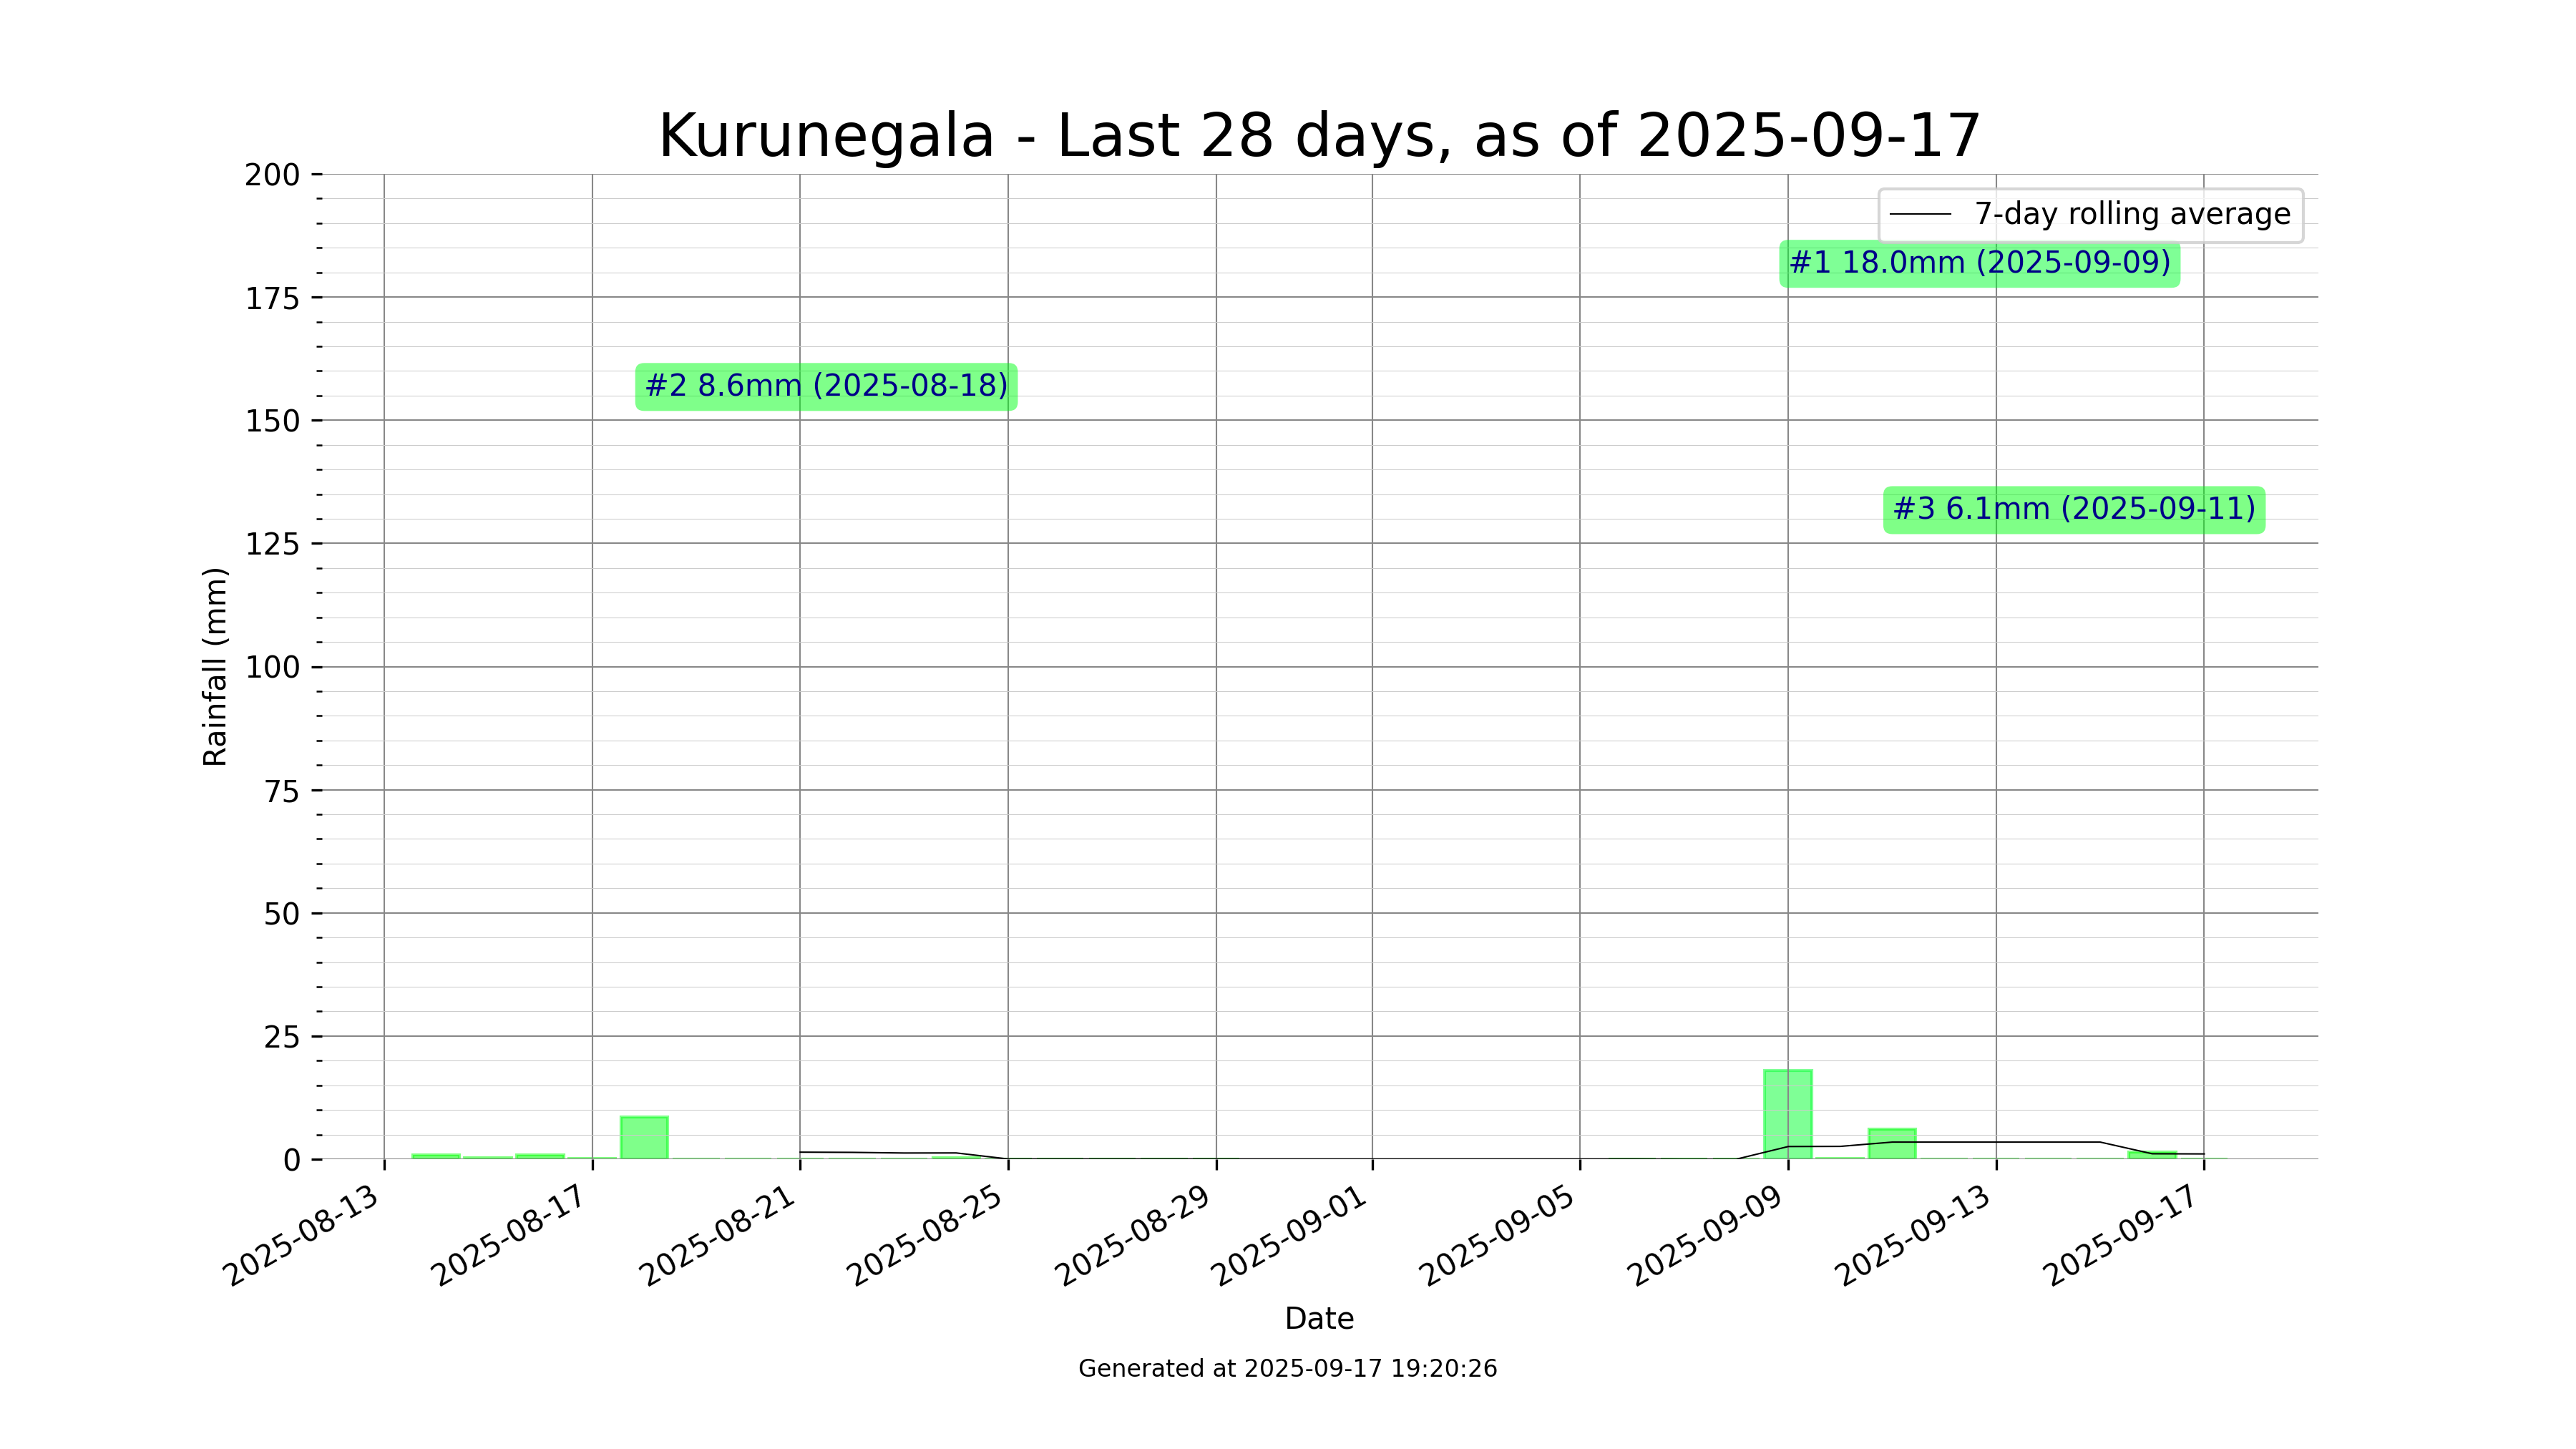 Kurunegala - Last 28 days, as of 2025-09-17
200
175
150
125
100
75
50
25
0
Rainfall (mm)
7-day rolling average
#1 18.0mm (2025-09-09)
#2 8.6mm (2025-08-18)
#3 6.1mm (2025-09-11)
2025-08-13
2025-08-17
2025-08-21
2025-08-25
2025-08-29
2025-09-01
2025-09-05
2025-09-09
2025-09-13
2025-09-17
Date
Generated at 2025-09-17 19:20:26